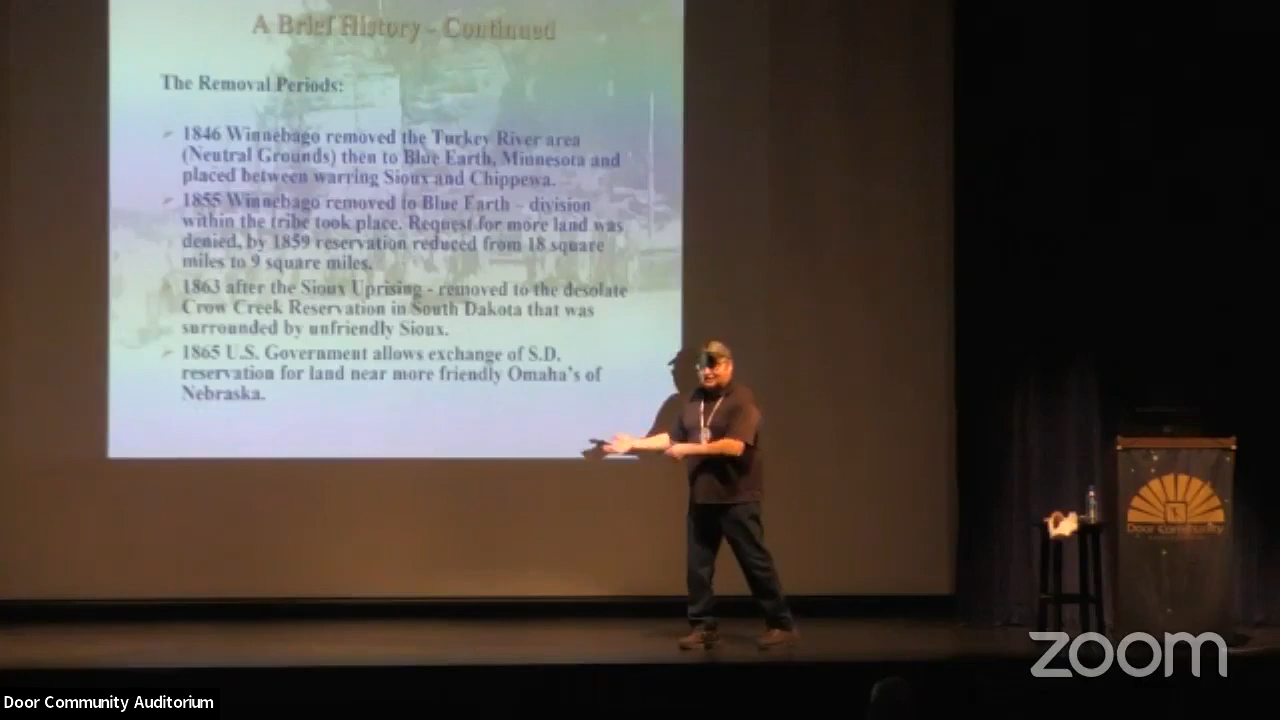 A Brief History - Continued
The Removal Periods:
1846 Winnebago removed the Turkey River area
(Neutral Grounds) then to Blue Earth, Minnesota and
placed between warring Sioux and Chippewa.
1855 Winnebago removed to Blue Earth – division
within the tribe took place. Request for more land was
denied, by 1859 reservation reduced from 18 square
miles to 9 square miles.
1863 after the Sioux Uprising - removed to the desolate
Crow Creek Reservation in South Dakota that was
surrounded by unfriendly Sioux.
1865 U.S. Government allows exchange of S.D.
reservation for land near more friendly Omaha's of
Nebraska.
Door Community
zoom
Door Community Auditorium